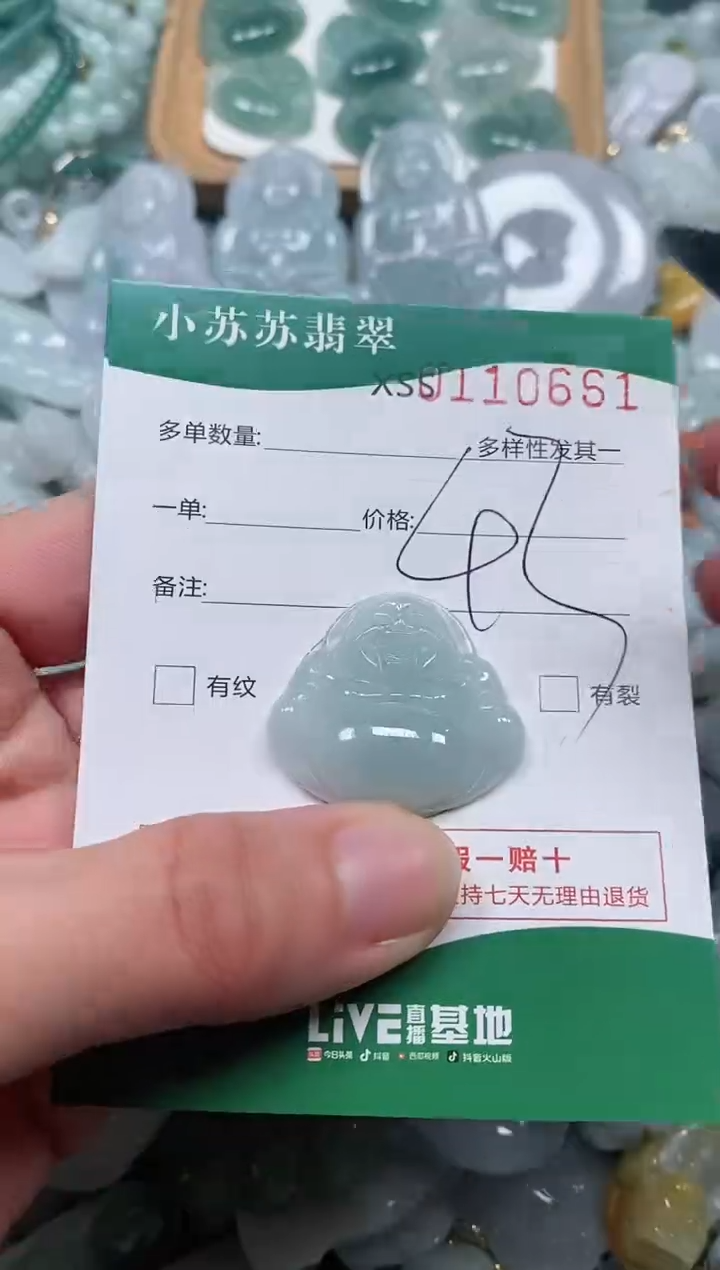 小苏苏翡翠
XSS0110661
多单数量:
多样性发其一
一单:
价格:
45
备注:
有纹
有裂
假一赔十
支持七天无理由退货
LiVE直播基地
今日头条 抖音 西瓜视频 抖音火山版